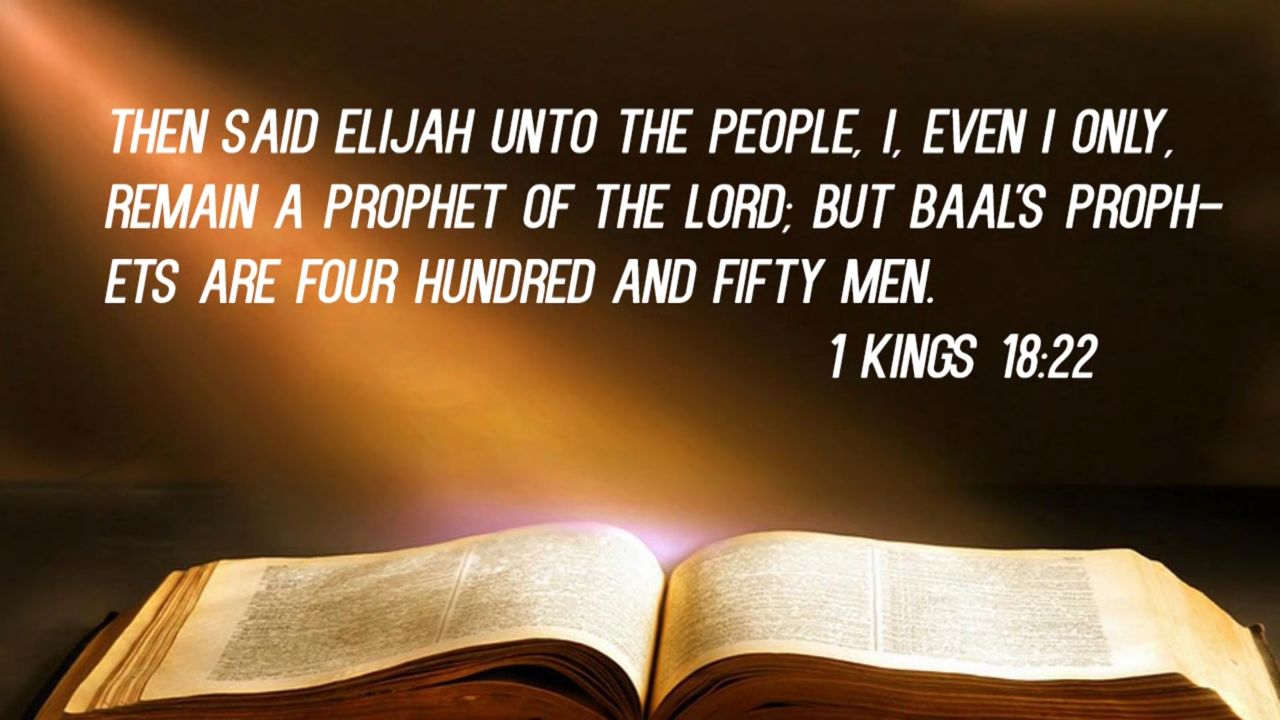 THEN SAID ELIJAH UNTO THE PEOPLE, I, EVEN I ONLY,
REMAIN A PROPHET OF THE LORD; BUT BAAL'S PROPH-
ETS ARE FOUR HUNDRED AND FIFTY MEN.
1 KINGS 18:22